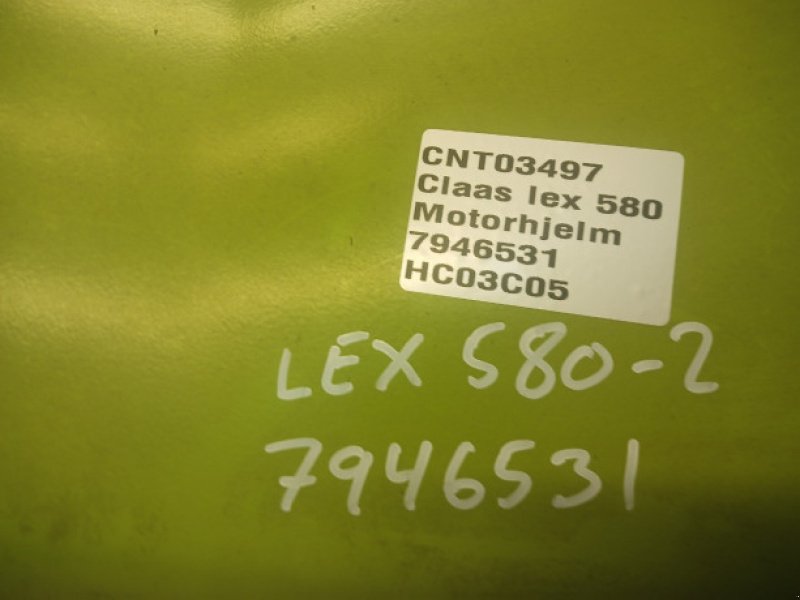 CNT03497
Claas lex 580
Motorhjelm
7946531
HC03C05
LEX 580-2
7946531